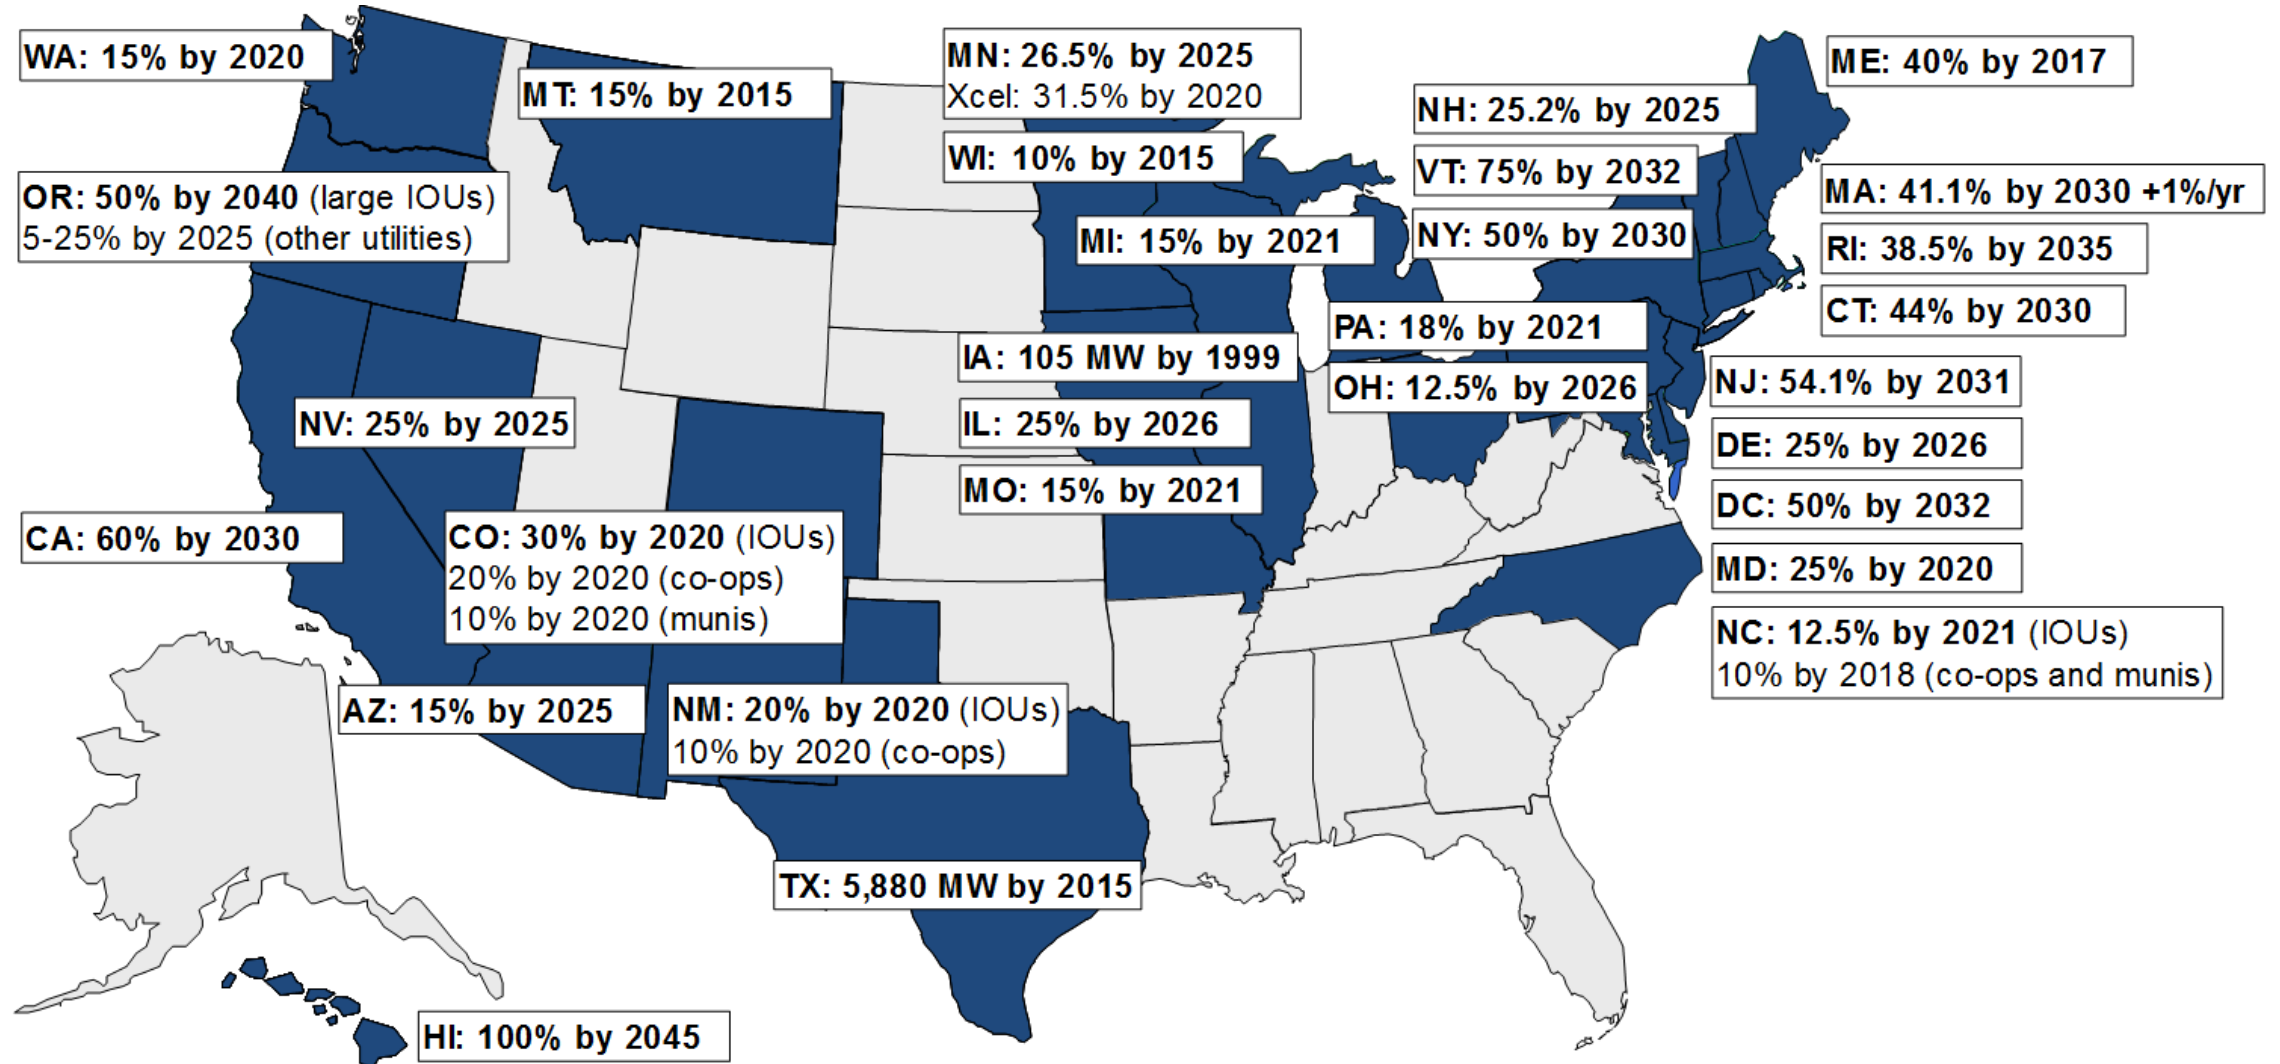 WA: 15% by 2020
MT: 15% by 2015
MN: 26.5% by 2025
Xcel: 31.5% by 2020
ME: 40% by 2017
NH: 25.2% by 2025
WI: 10% by 2015
VT: 75% by 2032
MA: 41.1% by 2030 +1%/yr
OR: 50% by 2040 (large IOUs)
5-25% by 2025 (other utilities)
MI: 15% by 2021
NY: 50% by 2030
RI: 38.5% by 2035
CT: 44% by 2030
PA: 18% by 2021
IA: 105 MW by 1999
OH: 12.5% by 2026
NJ: 54.1% by 2031
NV: 25% by 2025
IL: 25% by 2026
DE: 25% by 2026
MO: 15% by 2021
DC: 50% by 2032
CA: 60% by 2030
CO: 30% by 2020 (IOUs)
20% by 2020 (co-ops)
10% by 2020 (munis)
MD: 25% by 2020
NC: 12.5% by 2021 (IOUs)
10% by 2018 (co-ops and munis)
AZ: 15% by 2025
NM: 20% by 2020 (IOUs)
10% by 2020 (co-ops)
TX: 5,880 MW by 2015
HI: 100% by 2045